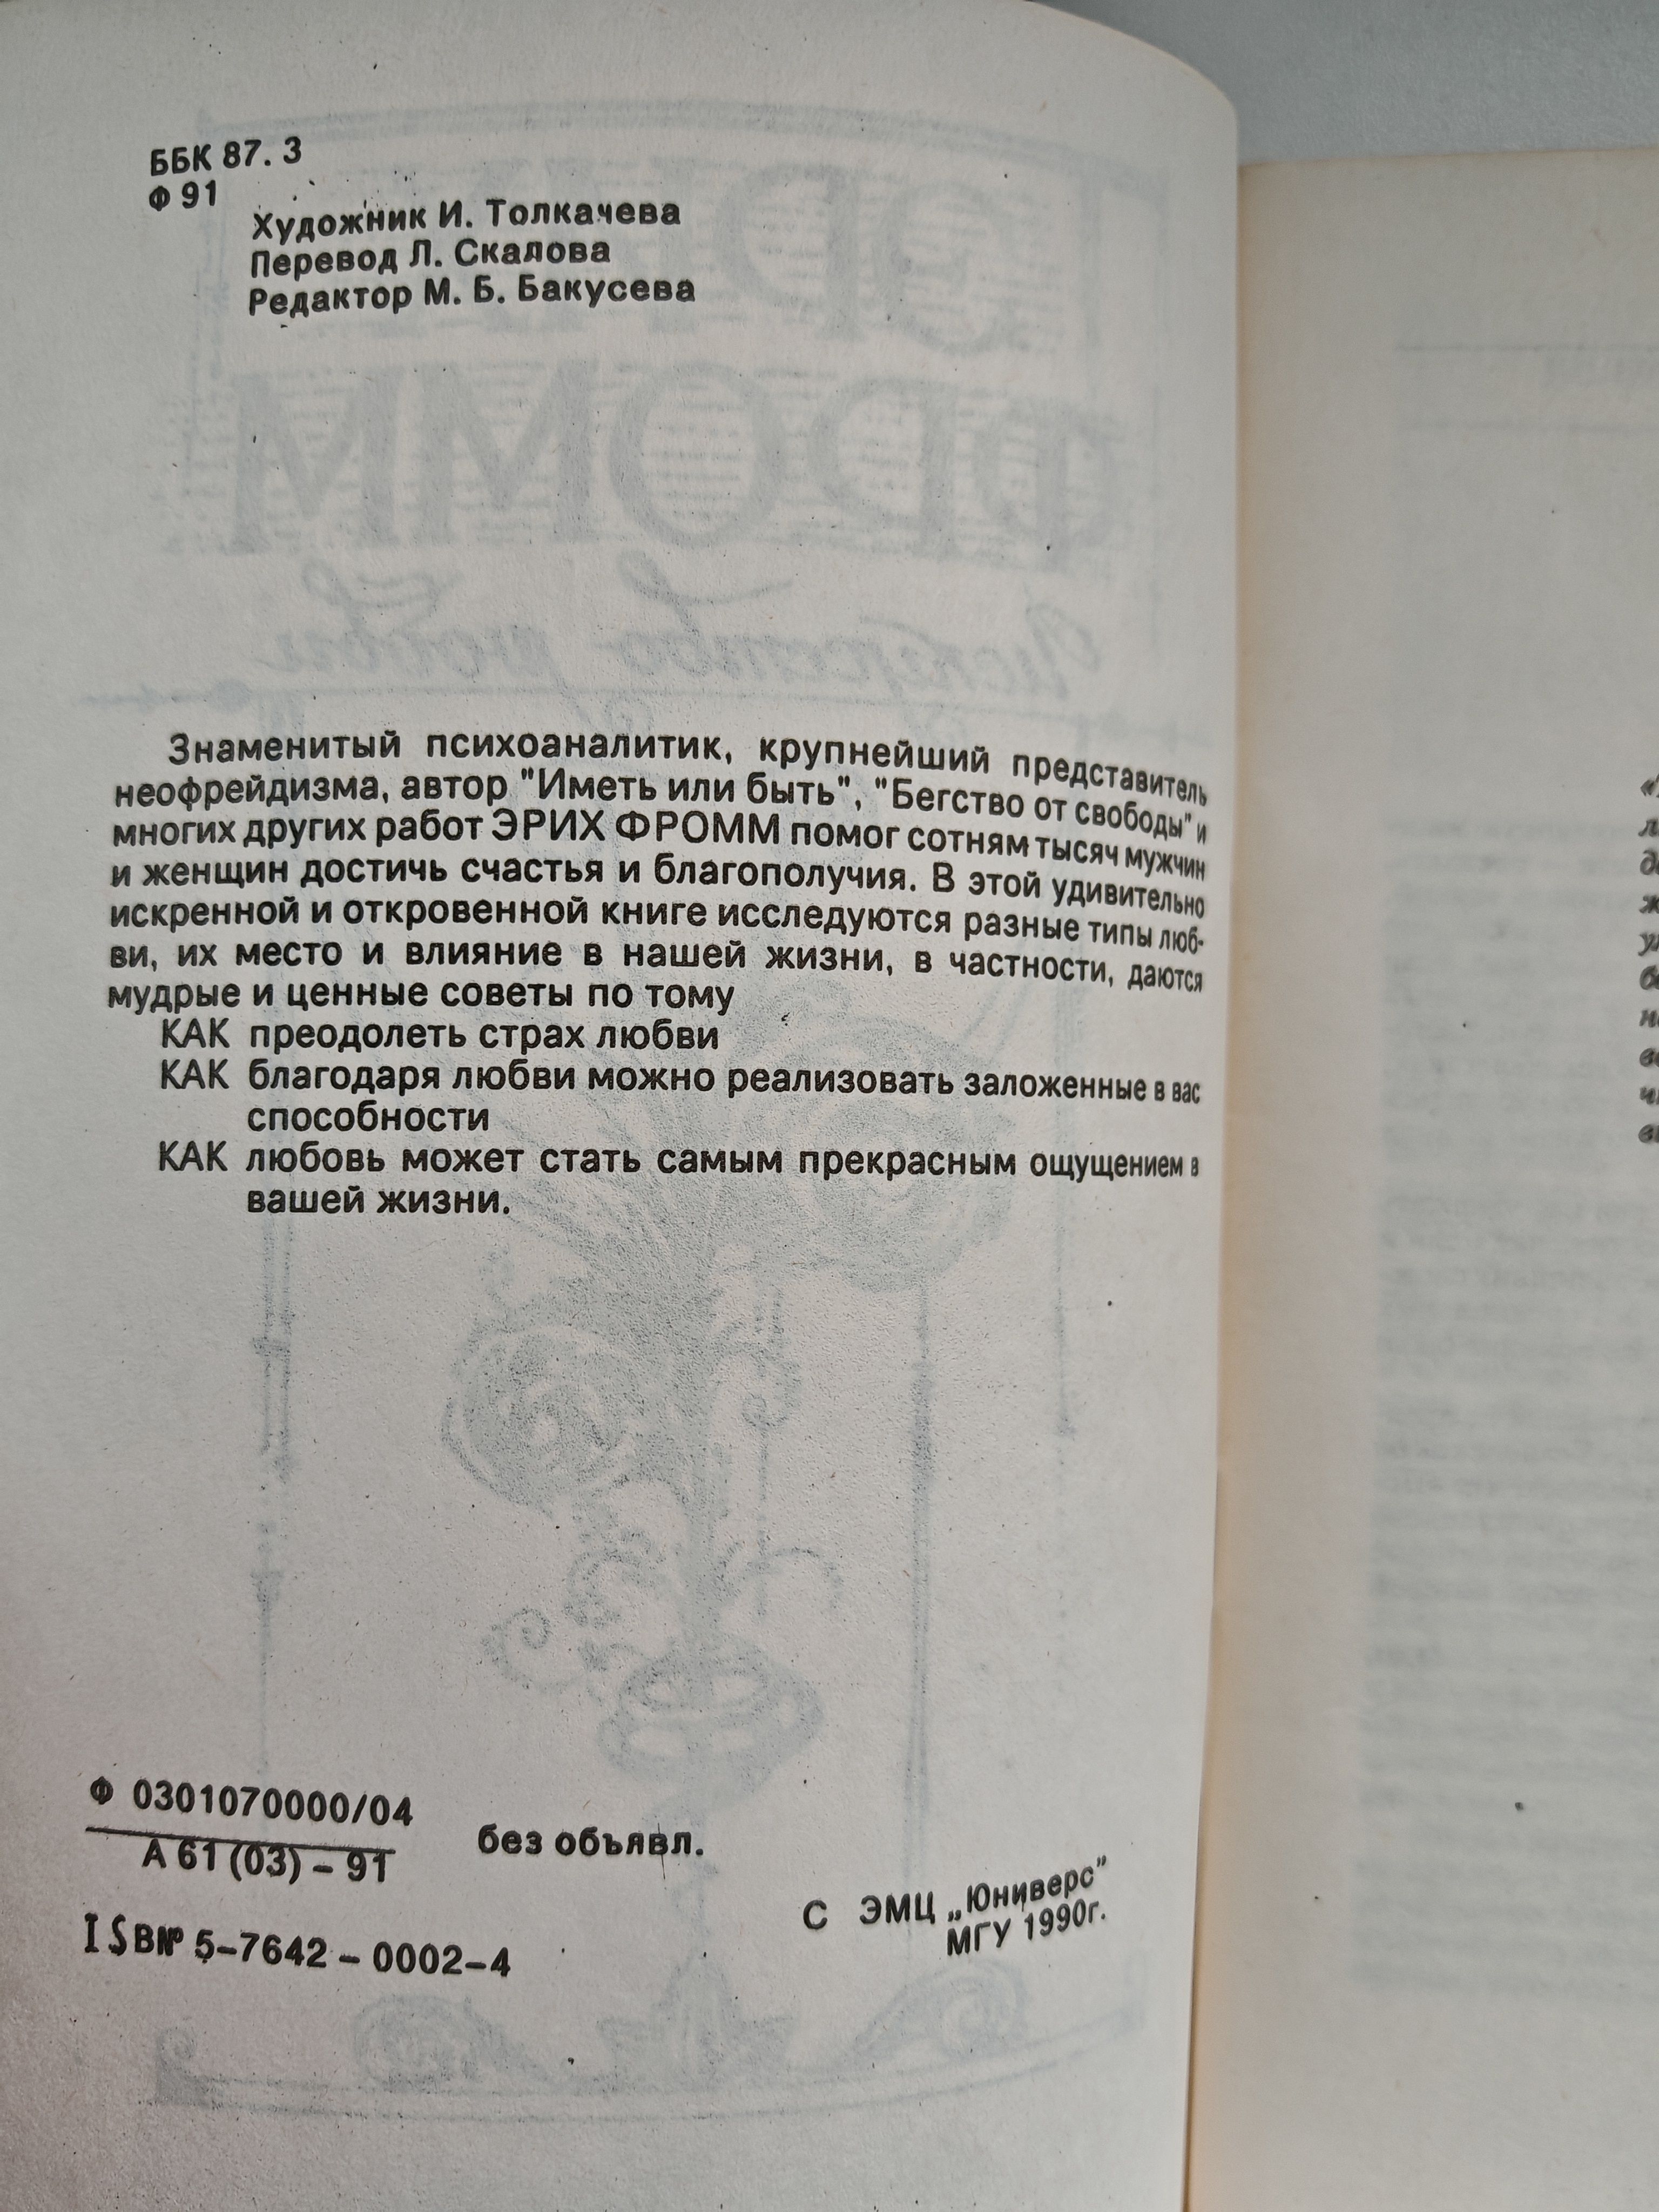 ББК 87. 3
Ф 91
Художник И. Толкачева
Перевод Л. Скалова
Редактор М. Б. Бакусева
Знаменитый психоаналитик, крупнейший представитель
неофрейдизма, автор "Иметь или быть", "Бегство от свободы" и
многих других работ ЭРИХ ФРОММ помог сотням тысяч мужчин
и женщин достичь счастья и благополучия. В этой удивительно
искренной и откровенной книге исследуются разные типы люб-
ви, их место и влияние в нашей жизни, в частности, даются
мудрые и ценные советы по тому
КАК преодолеть страх любви
КАК благодаря любви можно реализовать заложенные в вас
способности
КАК любовь может стать самым прекрасным ощущением в
вашей жизни.
Ф 0301070000/04
А 61 (03) – 91
без объявл.
ISBN 5–7642 – 0002–4
С ЭМЦ „Юниверс”
МГУ 1990г.